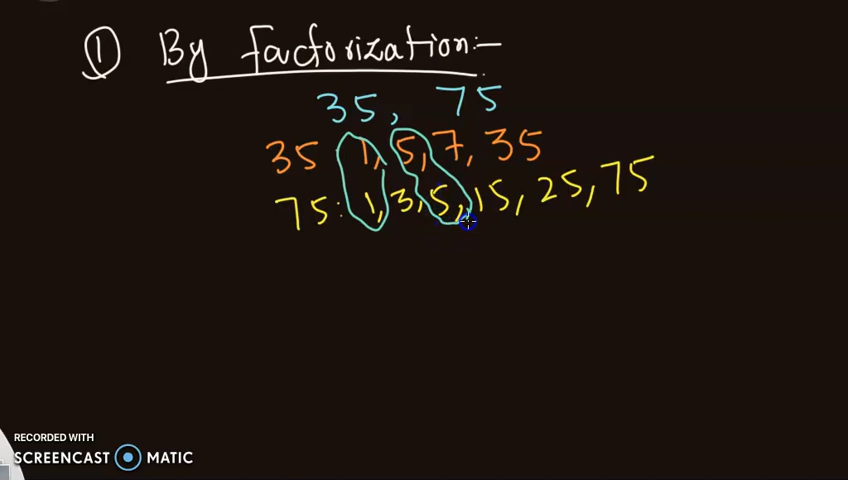 ① By Factorization:-
35, 75
35 1, 5, 7, 35
75: 1, 3, 5, 15, 25, 75
RECORDED WITH
SCREENCAST MATIC